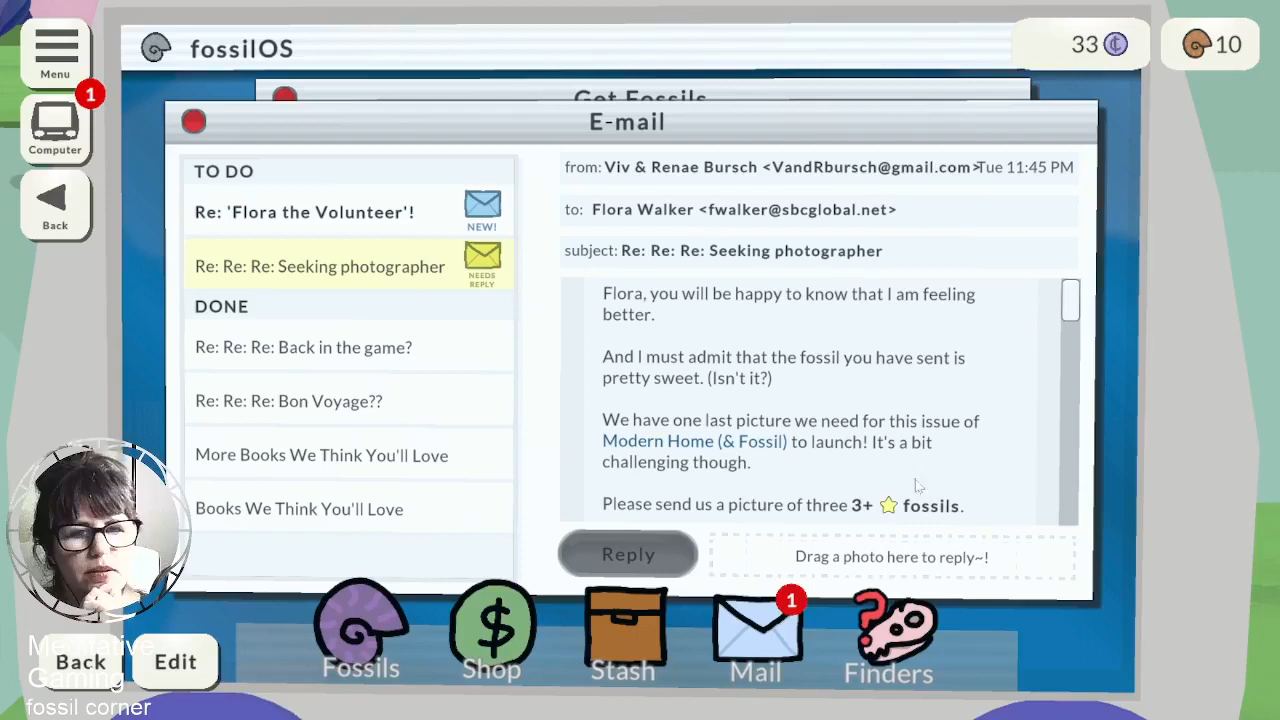 Menu
1
Computer
Back
fossilOS
33
10
Get Fossils
E-mail
TO DO
Re: 'Flora the Volunteer'!
NEW!
Re: Re: Re: Seeking photographer
NEEDS
REPLY
DONE
Re: Re: Re: Back in the game?
Re: Re: Re: Bon Voyage??
More Books We Think You'll Love
Books We Think You'll Love
from: Viv & Renae Bursch <VandRbursch@gmail.com> Tue 11:45 PM
to: Flora Walker <fwalker@sbcglobal.net>
subject: Re: Re: Re: Seeking photographer
Flora, you will be happy to know that I am feeling
better.
And I must admit that the fossil you have sent is
pretty sweet. (Isn't it?)
We have one last picture we need for this issue of
Modern Home (& Fossil) to launch! It's a bit
challenging though.
Please send us a picture of three 3+ fossils.
Reply
Drag a photo here to reply~!
Fossils
$
Shop
Stash
1
Mail
?
Finders
Meditative
Gaming
fossil corner
Back
Edit